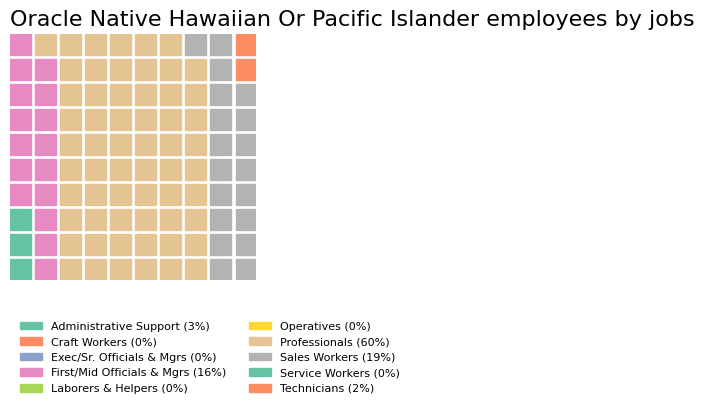 Oracle Native Hawaiian Or Pacific Islander employees by jobs
Administrative Support (3%)
Craft Workers (0%)
Exec/Sr. Officials & Mgrs (0%)
First/Mid Officials & Mgrs (16%)
Laborers & Helpers (0%)
Operatives (0%)
Professionals (60%)
Sales Workers (19%)
Service Workers (0%)
Technicians (2%)